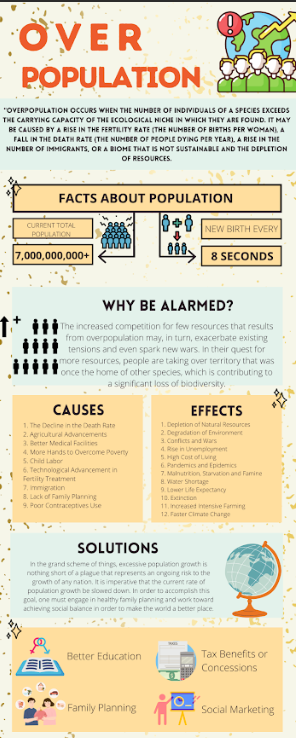 OVER
POPULATION
"OVERPOPULATION OCCURS WHEN THE NUMBER OF INDIVIDUALS OF A SPECIES EXCEEDS
THE CARRYING CAPACITY OF THE ECOLOGICAL NICHE IN WHICH THEY ARE FOUND. IT MAY
BE CAUSED BY A RISE IN THE FERTILITY RATE (THE NUMBER OF BIRTHS PER WOMAN), A
FALL IN THE DEATH RATE (THE NUMBER OF PEOPLE DYING PER YEAR), A RISE IN THE
NUMBER OF IMMIGRANTS, OR A BIOME THAT IS NOT SUSTAINABLE AND THE DEPLETION
OF RESOURCES.
FACTS ABOUT POPULATION
CURRENT TOTAL
POPULATION
7,000,000,000+
NEW BIRTH EVERY
8 SECONDS
WHY BE ALARMED?
The increased competition for few resources that results
from overpopulation may, in turn, exacerbate existing
tensions and even spark new wars. In their quest for
more resources, people are taking over territory that was
once the home of other species, which is contributing to
a significant loss of biodiversity.
CAUSES
1. The Decline in the Death Rate
2. Agricultural Advancements
3. Better Medical Facilities
4. More Hands to Overcome Poverty
5. Child Labor
6. Technological Advancement in
Fertility Treatment
7. Immigration
8. Lack of Family Planning
9. Poor Contraceptives Use
EFFECTS
1. Depletion of Natural Resources
2. Degradation of Environment
3. Conflicts and Wars
4. Rise in Unemployment
5. High Cost of Living
6. Pandemics and Epidemics
7. Malnutrition, Starvation and Famine
8. Water Shortage
9. Lower Life Expectancy
10. Extinction
11. Increased Intensive Farming
12. Faster Climate Change
SOLUTIONS
In the grand scheme of things, excessive population growth is
nothing short of a plague that represents an ongoing risk to the
growth of any nation. It is imperative that the current rate of
population growth be slowed down. In order to accomplish this
goal, one must engage in healthy family planning and work toward
achieving social balance in order to make the world a better place.
Better Education
Tax Benefits or
Concessions
Family Planning
Social Marketing